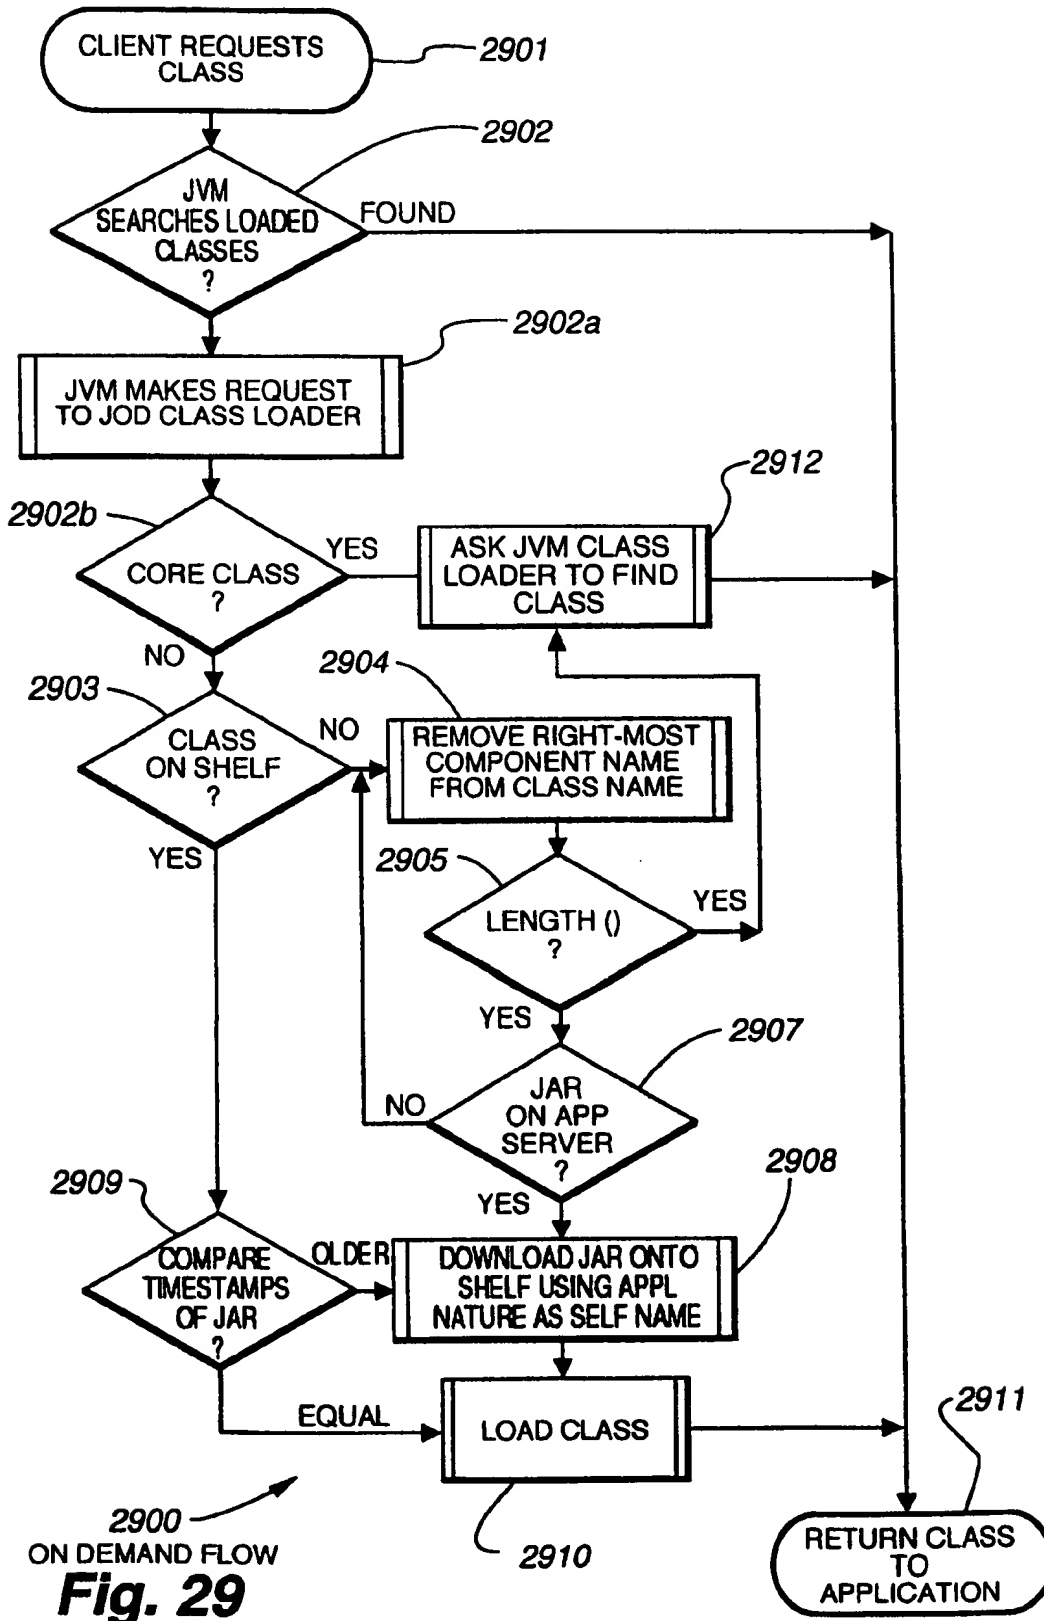 CLIENT REQUESTS
CLASS
2901
2902
JVM
SEARCHES LOADED
CLASSES
?
FOUND
2902a
JVM MAKES REQUEST
TO JOD CLASS LOADER
2902b
CORE CLASS
?
YES
NO
2912
ASK JVM CLASS
LOADER TO FIND
CLASS
2903
CLASS
ON SHELF
?
NO
YES
2904
REMOVE RIGHT-MOST
COMPONENT NAME
FROM CLASS NAME
2905
LENGTH ()
?
YES
YES
2907
JAR
ON APP
SERVER
?
NO
YES
2908
2909
COMPARE
TIMESTAMPS
OF JAR
?
OLDER
DOWNLOAD JAR ONTO
SHELF USING APPL
NATURE AS SELF NAME
EQUAL
LOAD CLASS
2910
2911
RETURN CLASS
TO
APPLICATION
2900
ON DEMAND FLOW
Fig. 29